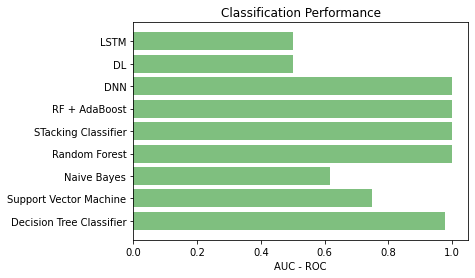 Classification Performance
LSTM
DL
DNN
RF + AdaBoost
STacking Classifier
Random Forest
Naive Bayes
Support Vector Machine
Decision Tree Classifier
0.0 0.2 0.4 0.6 0.8 1.0
AUC - ROC